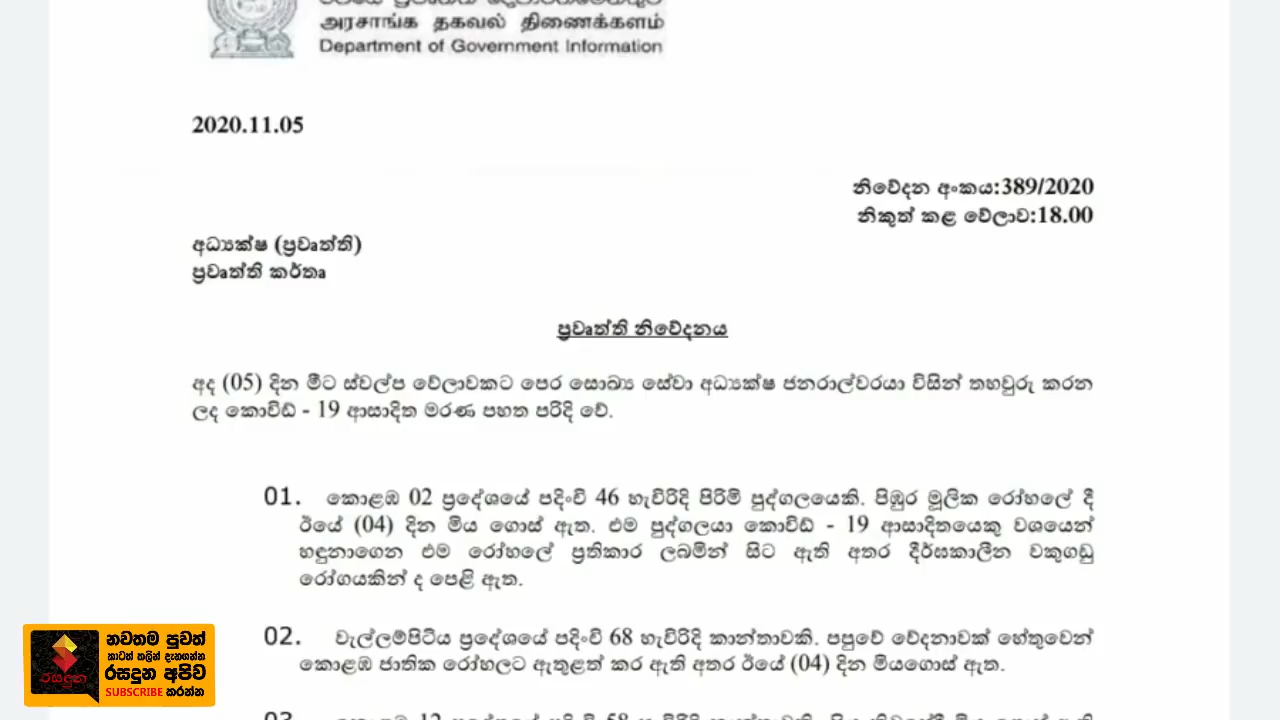 அரசாங்க தகவல் திணைக்களம்
Department of Government Information
2020.11.05
නිවේදන අංකය:389/2020
නිකුත් කළ වේලාව:18.00
අධ්‍යක්ෂ (ප්‍රවෘත්ති)
ප්‍රවෘත්ති කර්තෘ
ප්‍රවෘත්ති නිවේදනය
අද (05) දින මීට ස්වල්ප වේලාවකට පෙර සෞඛ්‍ය සේවා අධ්‍යක්ෂ ජනරාල්වරයා විසින් තහවුරු කරන
ලද කොවිඩ් - 19 ආසාදිත මරණ පහත පරිදි වේ.
01. කොළඹ 02 ප්‍රදේශයේ පදිංචි 46 හැවිරිදි පිරිමි පුද්ගලයෙකි. පිඹුර මූලික රෝහලේ දී
ඊයේ (04) දින මිය ගොස් ඇත. එම පුද්ගලයා කොවිඩ් - 19 ආසාදිතයෙකු වශයෙන්
හඳුනාගෙන එම රෝහලේ ප්‍රතිකාර ලබමින් සිට ඇති අතර දීර්ඝකාලීන වකුගඩු
රෝගයකින් ද පෙළී ඇත.
02. වැල්ලම්පිටිය ප්‍රදේශයේ පදිංචි 68 හැවිරිදි කාන්තාවකි. පපුවේ වේදනාවක් හේතුවෙන්
කොළඹ ජාතික රෝහලට ඇතුළත් කර ඇති අතර ඊයේ (04) දින මියගොස් ඇත.
නවතම පුවත්
කාටත් කලින් දැනගන්න
රසදුන අපිව
SUBSCRIBE කරන්න
රසදුන